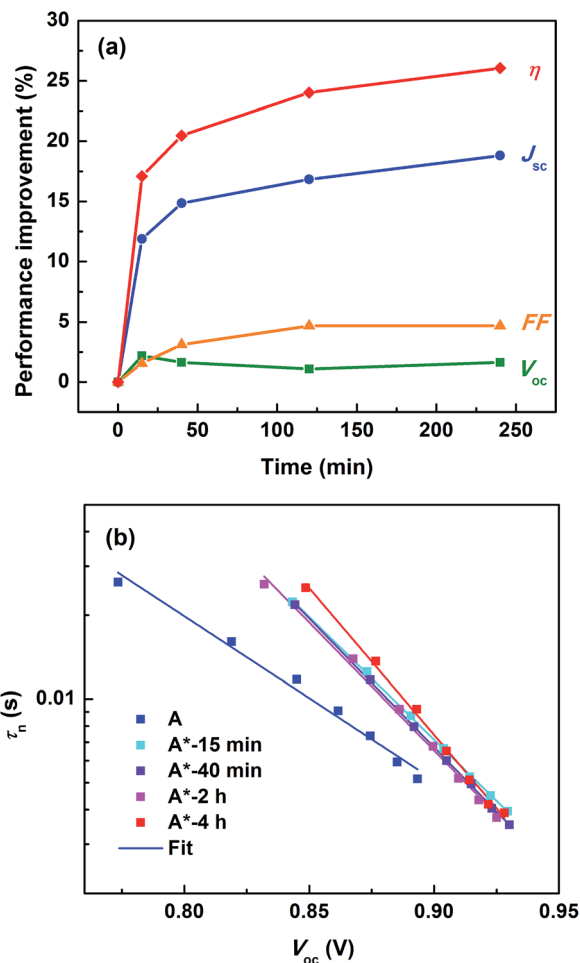 (a)
Performance improvement (%)
30
25
20
15
10
5
0
η
Jsc
FF
Voc
0 50 100 150 200 250
Time (min)
(b)
τn (s)
0.01
A
A*-15 min
A*-40 min
A*-2 h
A*-4 h
Fit
0.80 0.85 0.90 0.95
Voc (V)